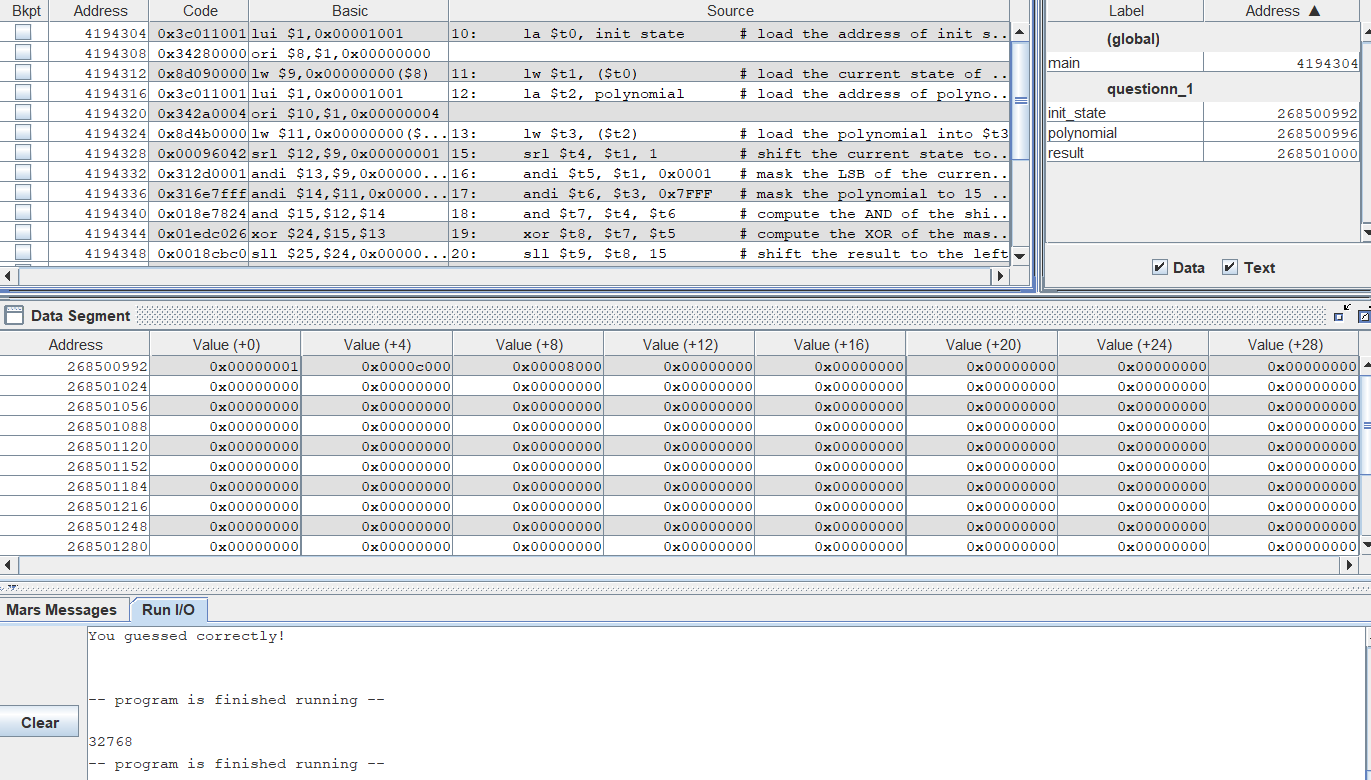 Bkpt Address Code Basic Source
4194304 0x3c011001 lui $1,0x00001001 10: la $t0, init_state # load the address of init s..
4194308 0x34280000 ori $8,$1,0x00000000
4194312 0x8d090000 lw $9,0x00000000($8) 11: lw $t1, ($t0) # load the current state of ...
4194316 0x3c011001 lui $1,0x00001001 12: la $t2, polynomial # load the address of polyno...
4194320 0x342a0004 ori $10,$1,0x00000004
4194324 0x8d4b0000 lw $11,0x00000000($... 13: lw $t3, ($t2) # load the polynomial into $t3
4194328 0x00096042 srl $12,$9,0x00000001 15: srl $t4, $t1, 1 # shift the current state to...
4194332 0x312d0001 andi $13,$9,0x0000... 16: andi $t5, $t1, 0x0001 # mask the LSB of the curren...
4194336 0x316e7fff andi $14,$11,0x0000... 17: andi $t6, $t3, 0x7FFF # mask the polynomial to 15 ...
4194340 0x018e7824 and $15,$12,$14 18: and $t7, $t4, $t6 # compute the AND of the shi...
4194344 0x01edc026 xor $24,$15,$13 19: xor $t8, $t7, $t5 # compute the XOR of the mas...
4194348 0x0018cbc0 sll $25,$24,0x00000... 20: sll $t9, $t8, 15 # shift the result to the left
Label Address ▲
(global)
main 4194304
questionn_1
init_state 268500992
polynomial 268500996
result 268501000
Data Text
Data Segment
Address Value (+0) Value (+4) Value (+8) Value (+12) Value (+16) Value (+20) Value (+24) Value (+28)
268500992 0x00000001 0x0000c000 0x00008000 0x00000000 0x00000000 0x00000000 0x00000000 0x00000000
268501024 0x00000000 0x00000000 0x00000000 0x00000000 0x00000000 0x00000000 0x00000000 0x00000000
268501056 0x00000000 0x00000000 0x00000000 0x00000000 0x00000000 0x00000000 0x00000000 0x00000000
268501088 0x00000000 0x00000000 0x00000000 0x00000000 0x00000000 0x00000000 0x00000000 0x00000000
268501120 0x00000000 0x00000000 0x00000000 0x00000000 0x00000000 0x00000000 0x00000000 0x00000000
268501152 0x00000000 0x00000000 0x00000000 0x00000000 0x00000000 0x00000000 0x00000000 0x00000000
268501184 0x00000000 0x00000000 0x00000000 0x00000000 0x00000000 0x00000000 0x00000000 0x00000000
268501216 0x00000000 0x00000000 0x00000000 0x00000000 0x00000000 0x00000000 0x00000000 0x00000000
268501248 0x00000000 0x00000000 0x00000000 0x00000000 0x00000000 0x00000000 0x00000000 0x00000000
268501280 0x00000000 0x00000000 0x00000000 0x00000000 0x00000000 0x00000000 0x00000000 0x00000000
Mars Messages Run I/O
You guessed correctly!
-- program is finished running --
Clear
32768
-- program is finished running --